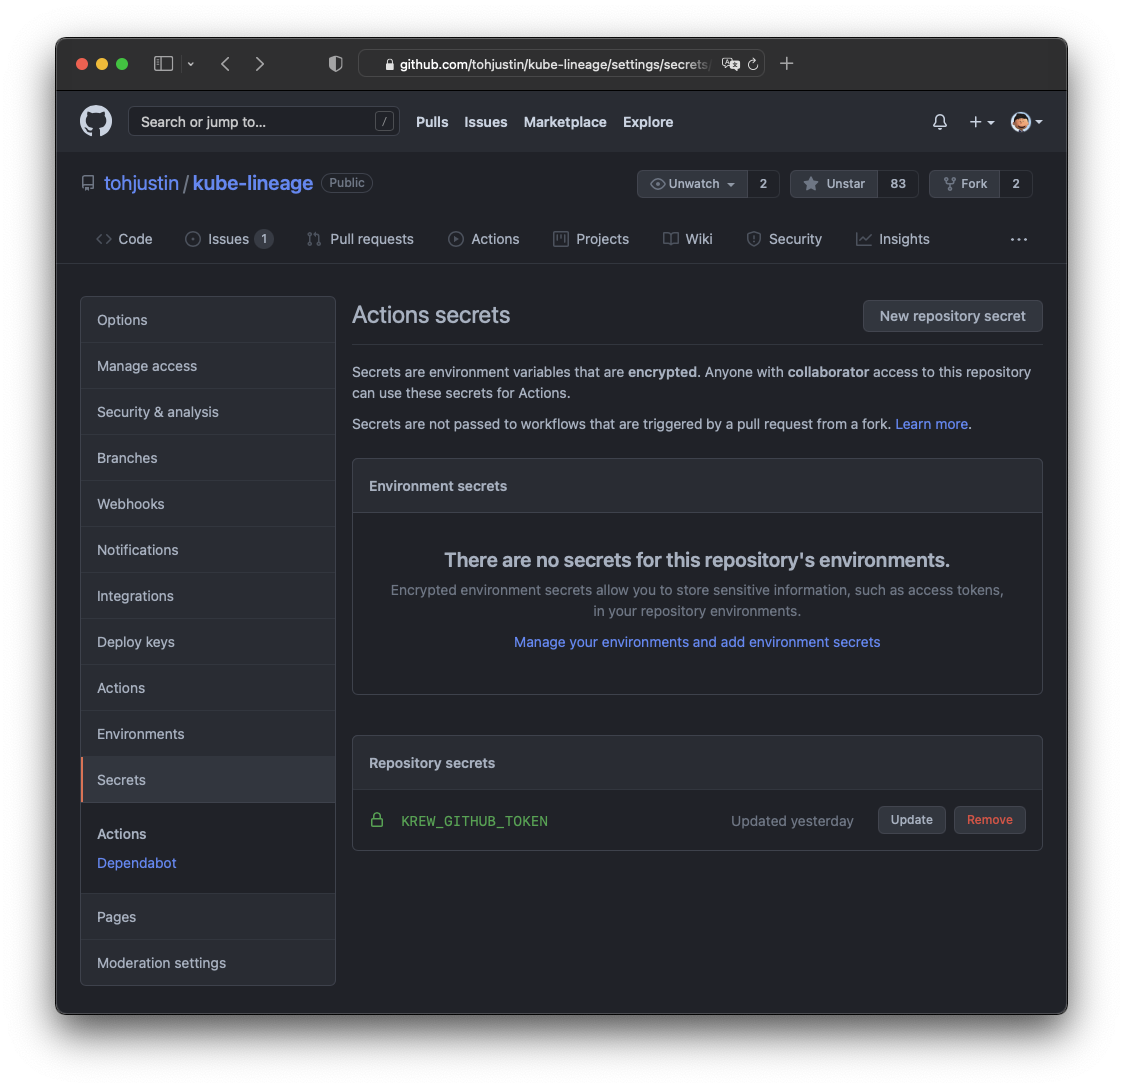 github.com/tohjustin/kube-lineage/settings/secrets/
Search or jump to... /
Pulls Issues Marketplace Explore
tohjustin / kube-lineage Public
Unwatch 2 Unstar 83 Fork 2
Code Issues 1 Pull requests Actions Projects Wiki Security Insights
Options
Manage access
Security & analysis
Branches
Webhooks
Notifications
Integrations
Deploy keys
Actions
Environments
Secrets
Actions
Dependabot
Pages
Moderation settings
Actions secrets
New repository secret
Secrets are environment variables that are encrypted. Anyone with collaborator access to this repository
can use these secrets for Actions.
Secrets are not passed to workflows that are triggered by a pull request from a fork. Learn more.
Environment secrets
There are no secrets for this repository's environments.
Encrypted environment secrets allow you to store sensitive information, such as access tokens,
in your repository environments.
Manage your environments and add environment secrets
Repository secrets
KREW_GITHUB_TOKEN Updated yesterday Update Remove